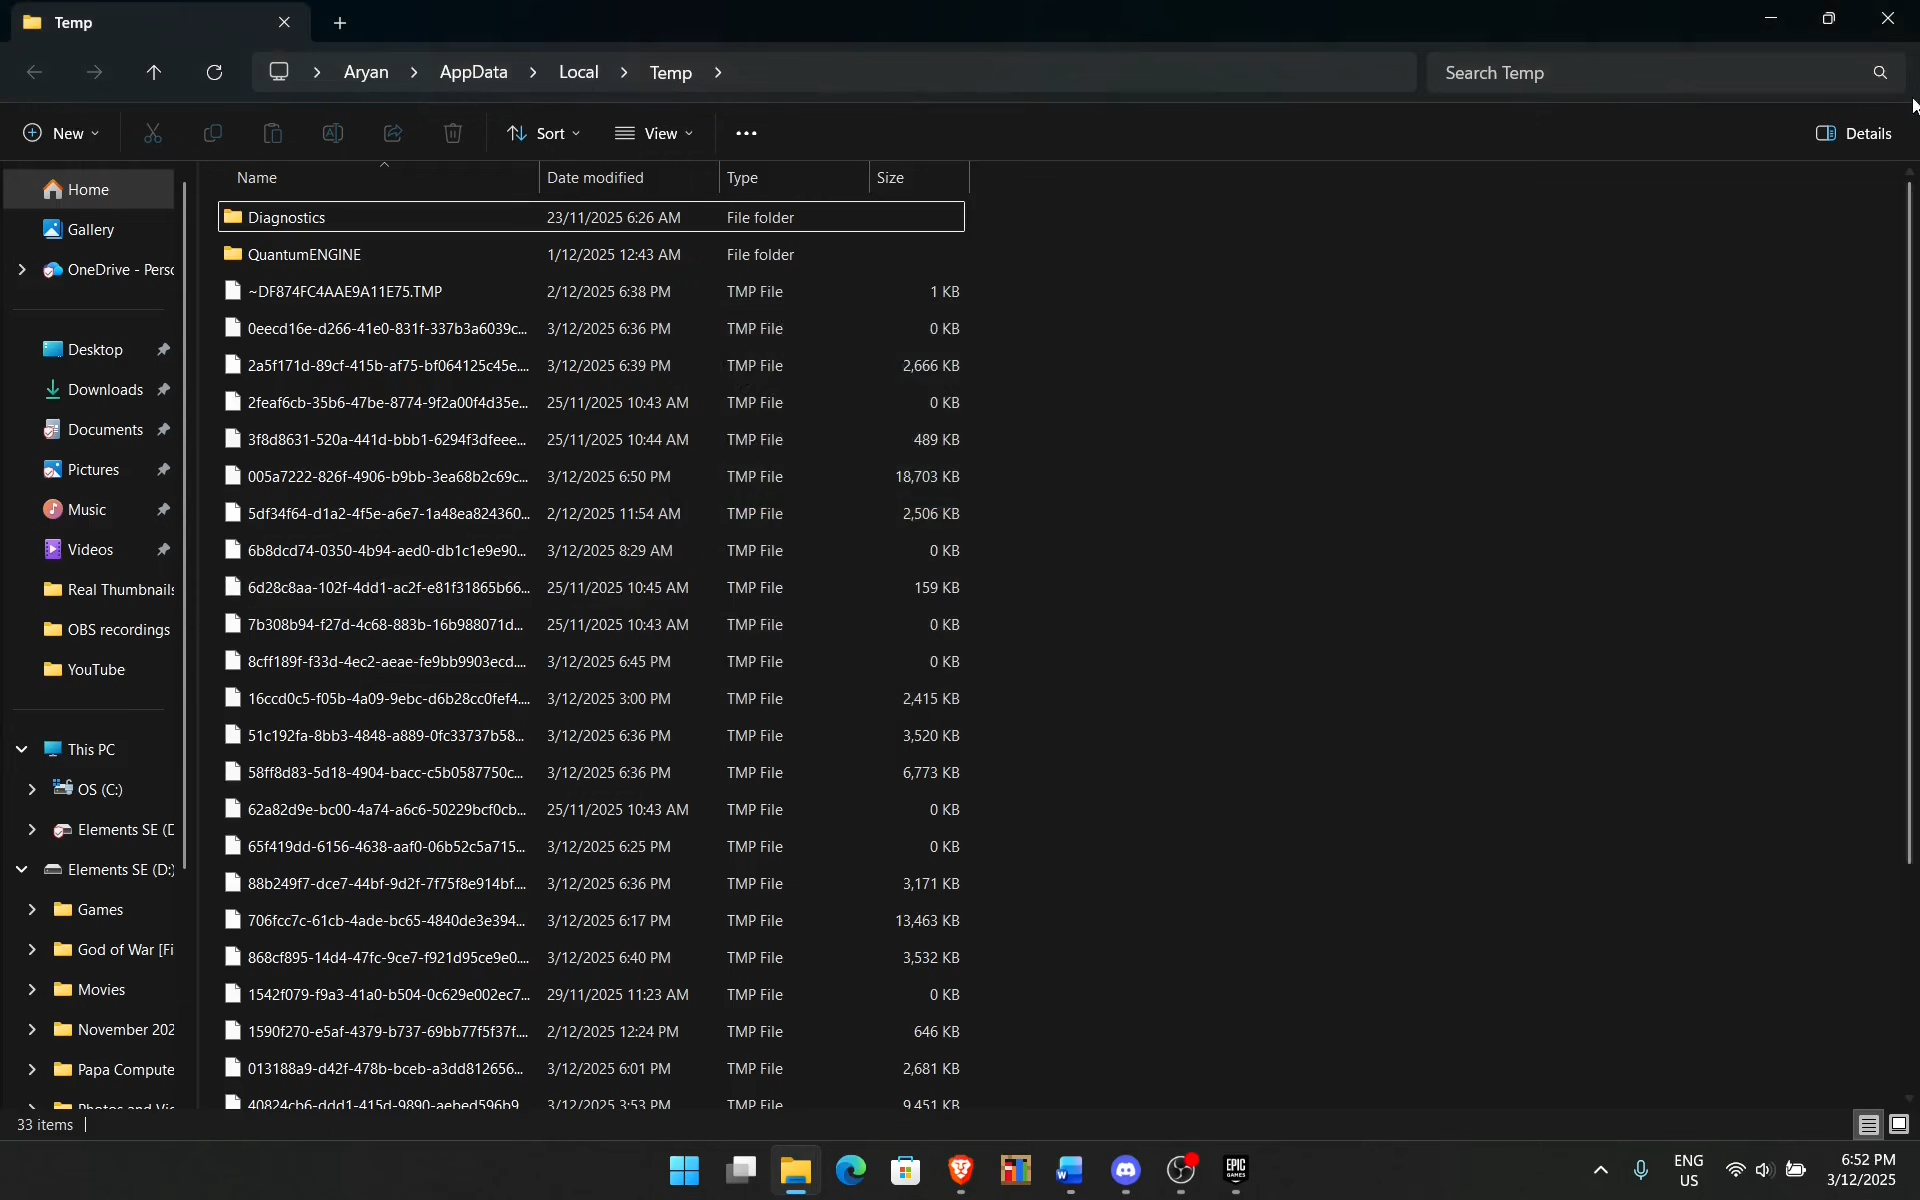 Temp
Aryan > AppData > Local > Temp >
Search Temp
New
Sort
View
Details
Home
Gallery
OneDrive - Pers
Desktop
Downloads
Documents
Pictures
Music
Videos
Real Thumbnails
OBS recordings
YouTube
This PC
OS (C:)
Elements SE (D
Elements SE (D:)
Games
God of War [Fi
Movies
November 202
Papa Compute
Name Date modified Type Size
Diagnostics 23/11/2025 6:26 AM File folder
QuantumENGINE 1/12/2025 12:43 AM File folder
~DF874FC4AAE9A11E75.TMP 2/12/2025 6:38 PM TMP File 1 KB
0eecd16e-d266-41e0-831f-337b3a6039c... 3/12/2025 6:36 PM TMP File 0 KB
2a5f171d-89cf-415b-af75-bf064125c45e.... 3/12/2025 6:39 PM TMP File 2,666 KB
2feaf6cb-35b6-47be-8774-9f2a00f4d35e... 25/11/2025 10:43 AM TMP File 0 KB
3f8d8631-520a-441d-bbb1-6294f3dfeee... 25/11/2025 10:44 AM TMP File 489 KB
005a7222-826f-4906-b9bb-3ea68b2c69c... 3/12/2025 6:50 PM TMP File 18,703 KB
5df34f64-d1a2-4f5e-a6e7-1a48ea824360... 2/12/2025 11:54 AM TMP File 2,506 KB
6b8dcd74-0350-4b94-aed0-db1c1e9e90... 3/12/2025 8:29 AM TMP File 0 KB
6d28c8aa-102f-4dd1-ac2f-e81f31865b66... 25/11/2025 10:45 AM TMP File 159 KB
7b308b94-f27d-4c68-883b-16b988071d... 25/11/2025 10:43 AM TMP File 0 KB
8cff189f-f33d-4ec2-aeae-fe9bb9903ecd.... 3/12/2025 6:45 PM TMP File 0 KB
16ccd0c5-f05b-4a09-9ebc-d6b28cc0fef4.... 3/12/2025 3:00 PM TMP File 2,415 KB
51c192fa-8bb3-4848-a889-0fc33737b58... 3/12/2025 6:36 PM TMP File 3,520 KB
58ff8d83-5d18-4904-bacc-c5b0587750c... 3/12/2025 6:36 PM TMP File 6,773 KB
62a82d9e-bc00-4a74-a6c6-50229bcf0cb... 25/11/2025 10:43 AM TMP File 0 KB
65f419dd-6156-4638-aaf0-06b52c5a715... 3/12/2025 6:25 PM TMP File 0 KB
88b249f7-dce7-44bf-9d2f-7f75f8e914bf.... 3/12/2025 6:36 PM TMP File 3,171 KB
706fcc7c-61cb-4ade-bc65-4840de3e394... 3/12/2025 6:17 PM TMP File 13,463 KB
868cf895-14d4-47fc-9ce7-f921d95ce9e0.... 3/12/2025 6:40 PM TMP File 3,532 KB
1542f079-f9a3-41a0-b504-0c629e002ec7... 29/11/2025 11:23 AM TMP File 0 KB
1590f270-e5af-4379-b737-69bb77f5f37f.... 2/12/2025 12:24 PM TMP File 646 KB
013188a9-d42f-478b-bceb-a3dd812656... 3/12/2025 6:01 PM TMP File 2,681 KB
40824cb6-ddd1-415d-9890-aebed596b9 3/12/2025 3:53 PM TMP File 9,451 KB
33 items
EPIC GAMES
ENG
US
6:52 PM
3/12/2025